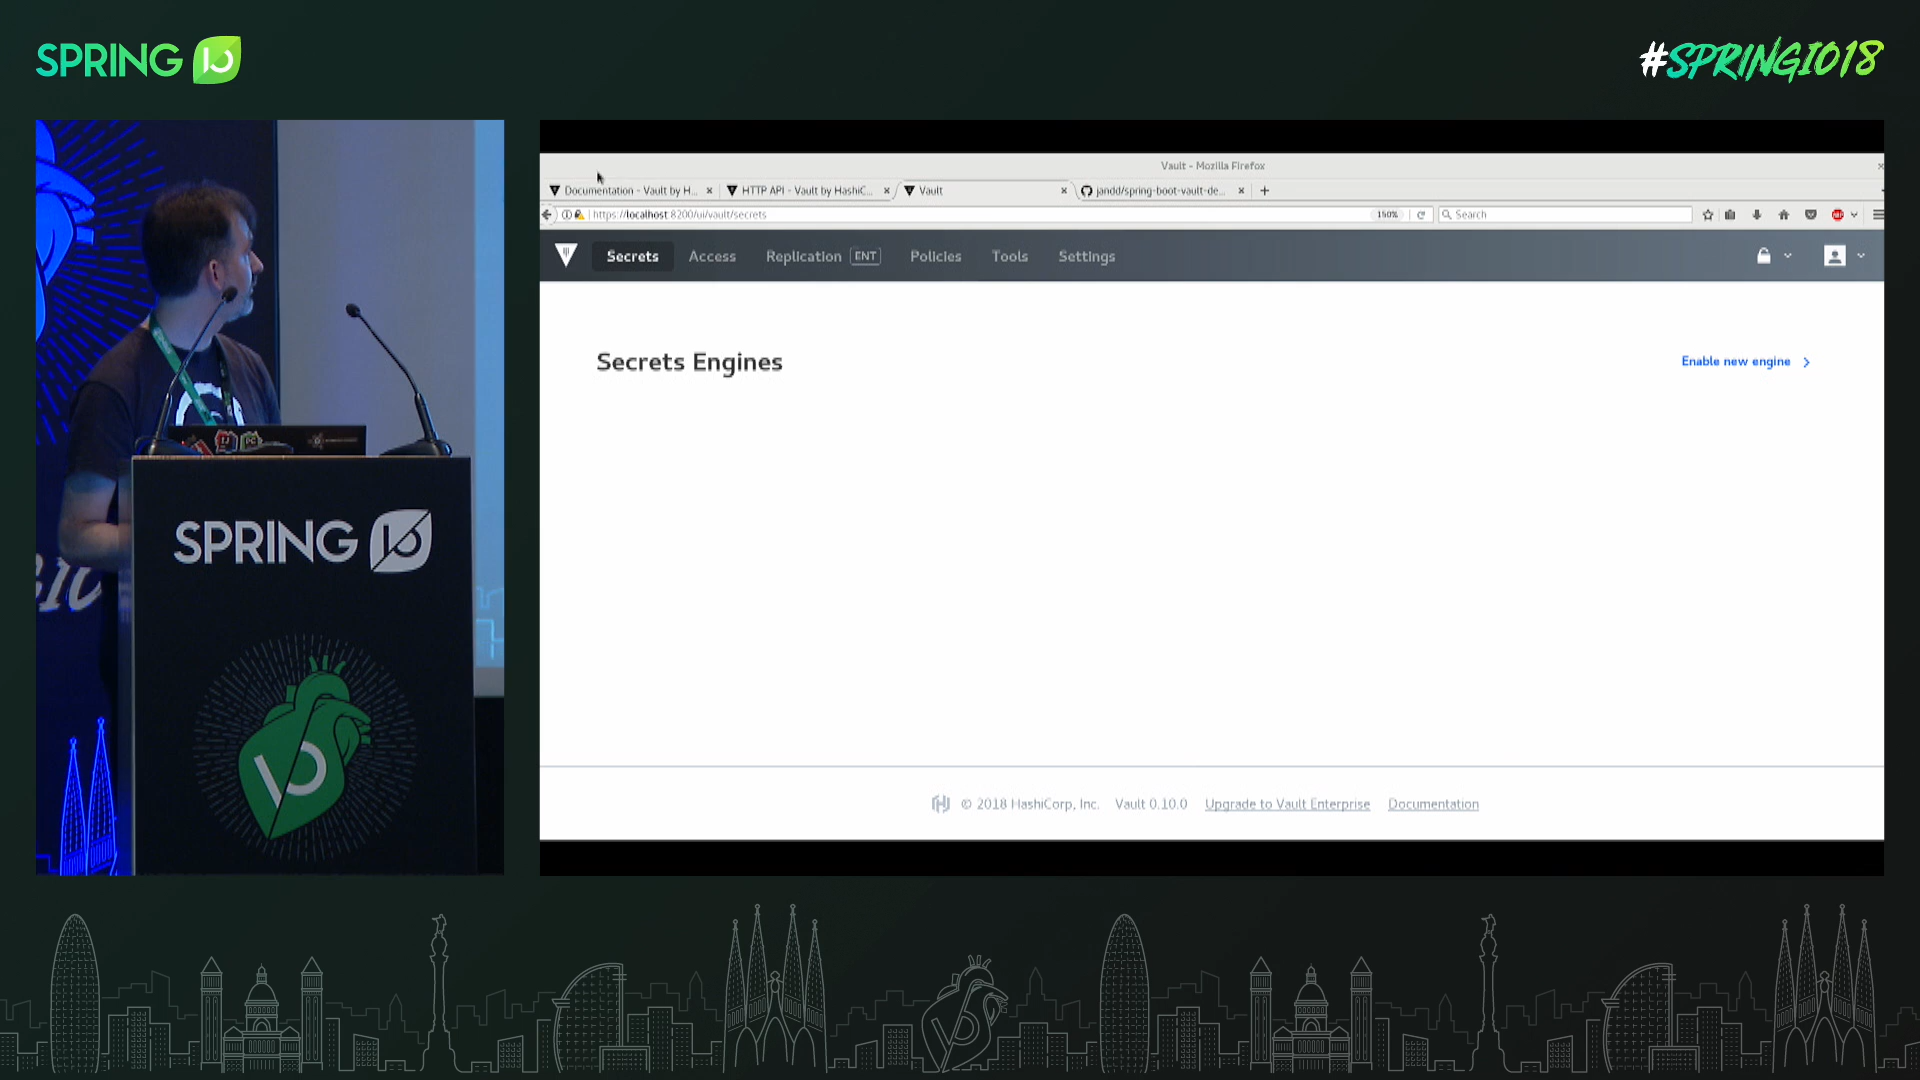 SPRING
#SPRINGIO18
Vault - Mozilla Firefox
Documentation - Vault by H...
HTTP API - Vault by HashiC...
Vault
jandd/spring-boot-vault-de...
https://localhost:8200/ui/vault/secrets
150%
Search
Secrets
Access
Replication ENT
Policies
Tools
Settings
Secrets Engines
Enable new engine
© 2018 HashiCorp, Inc.
Vault 0.10.0
Upgrade to Vault Enterprise
Documentation
SPRING